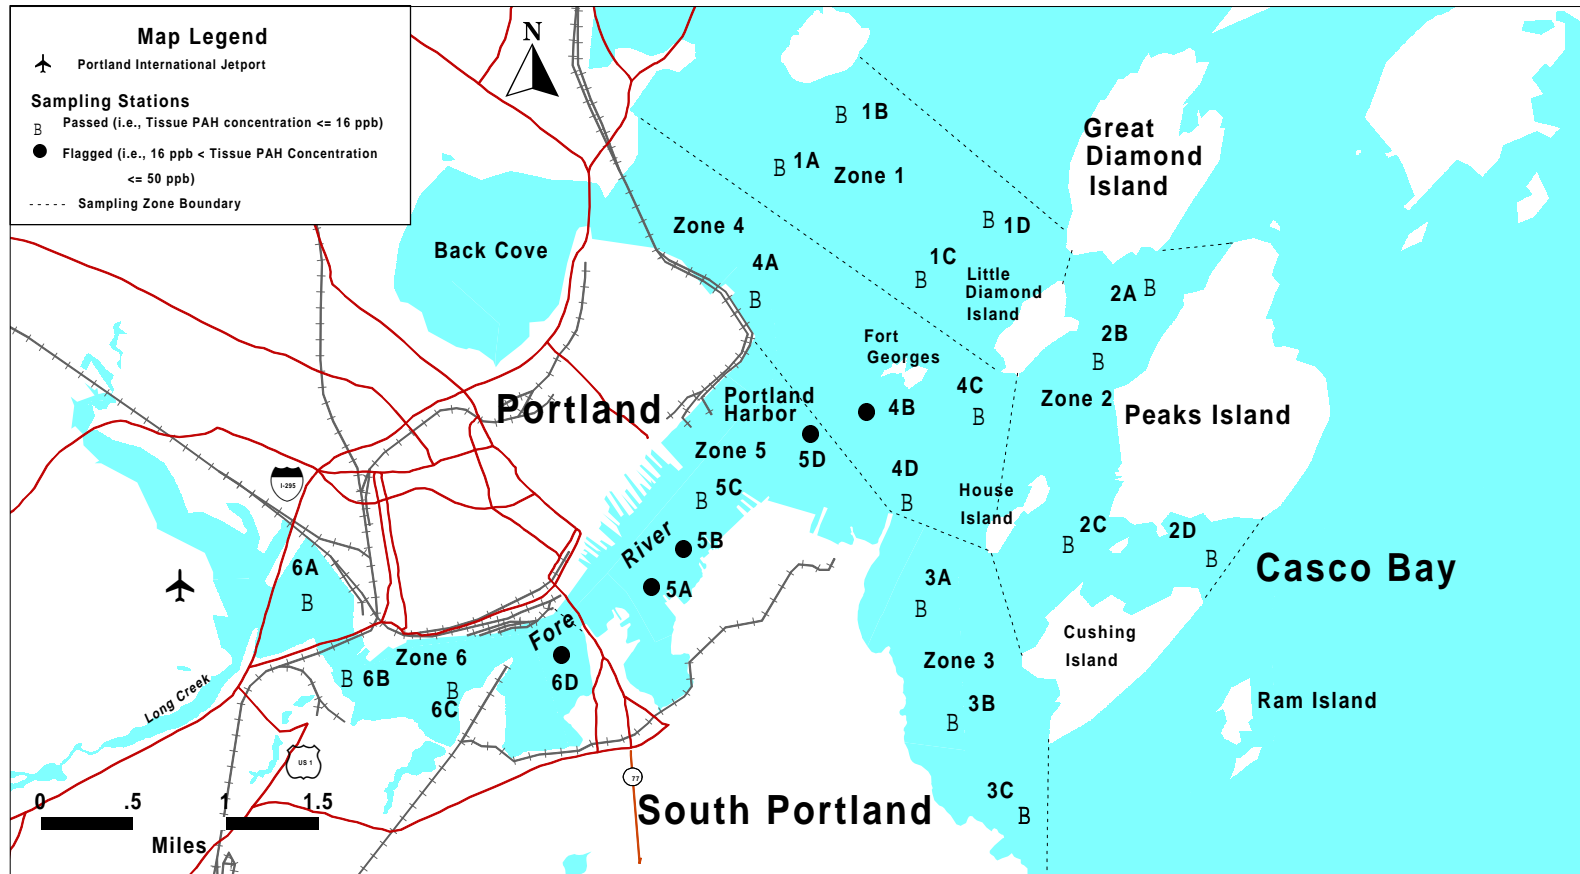 Map Legend
Portland International Jetport
Sampling Stations
B Passed (i.e., Tissue PAH concentration <= 16 ppb)
Flagged (i.e., 16 ppb < Tissue PAH Concentration
<= 50 ppb)
----- Sampling Zone Boundary
N
B 1B
B 1A
Zone 1
Great
Diamond
Island
Zone 4
B 1D
Back Cove
4A
B
1C
B
Little
Diamond
Island
2A B
2B
B
Fort
Georges
4C
B
Zone 2
Portland
Portland
Harbor
4B
Peaks Island
Zone 5
5D
4D
B
I-295
5C
B
House
Island
River
5B
2C
B
2D
B
Casco Bay
6A
B
5A
3A
B
Fore
Cushing
Island
Zone 6
Zone 3
B 6B
B
6C
6D
Long Creek
3B
B
Ram Island
US 1
77
3C
B
0 .5 1 1.5
Miles
South Portland